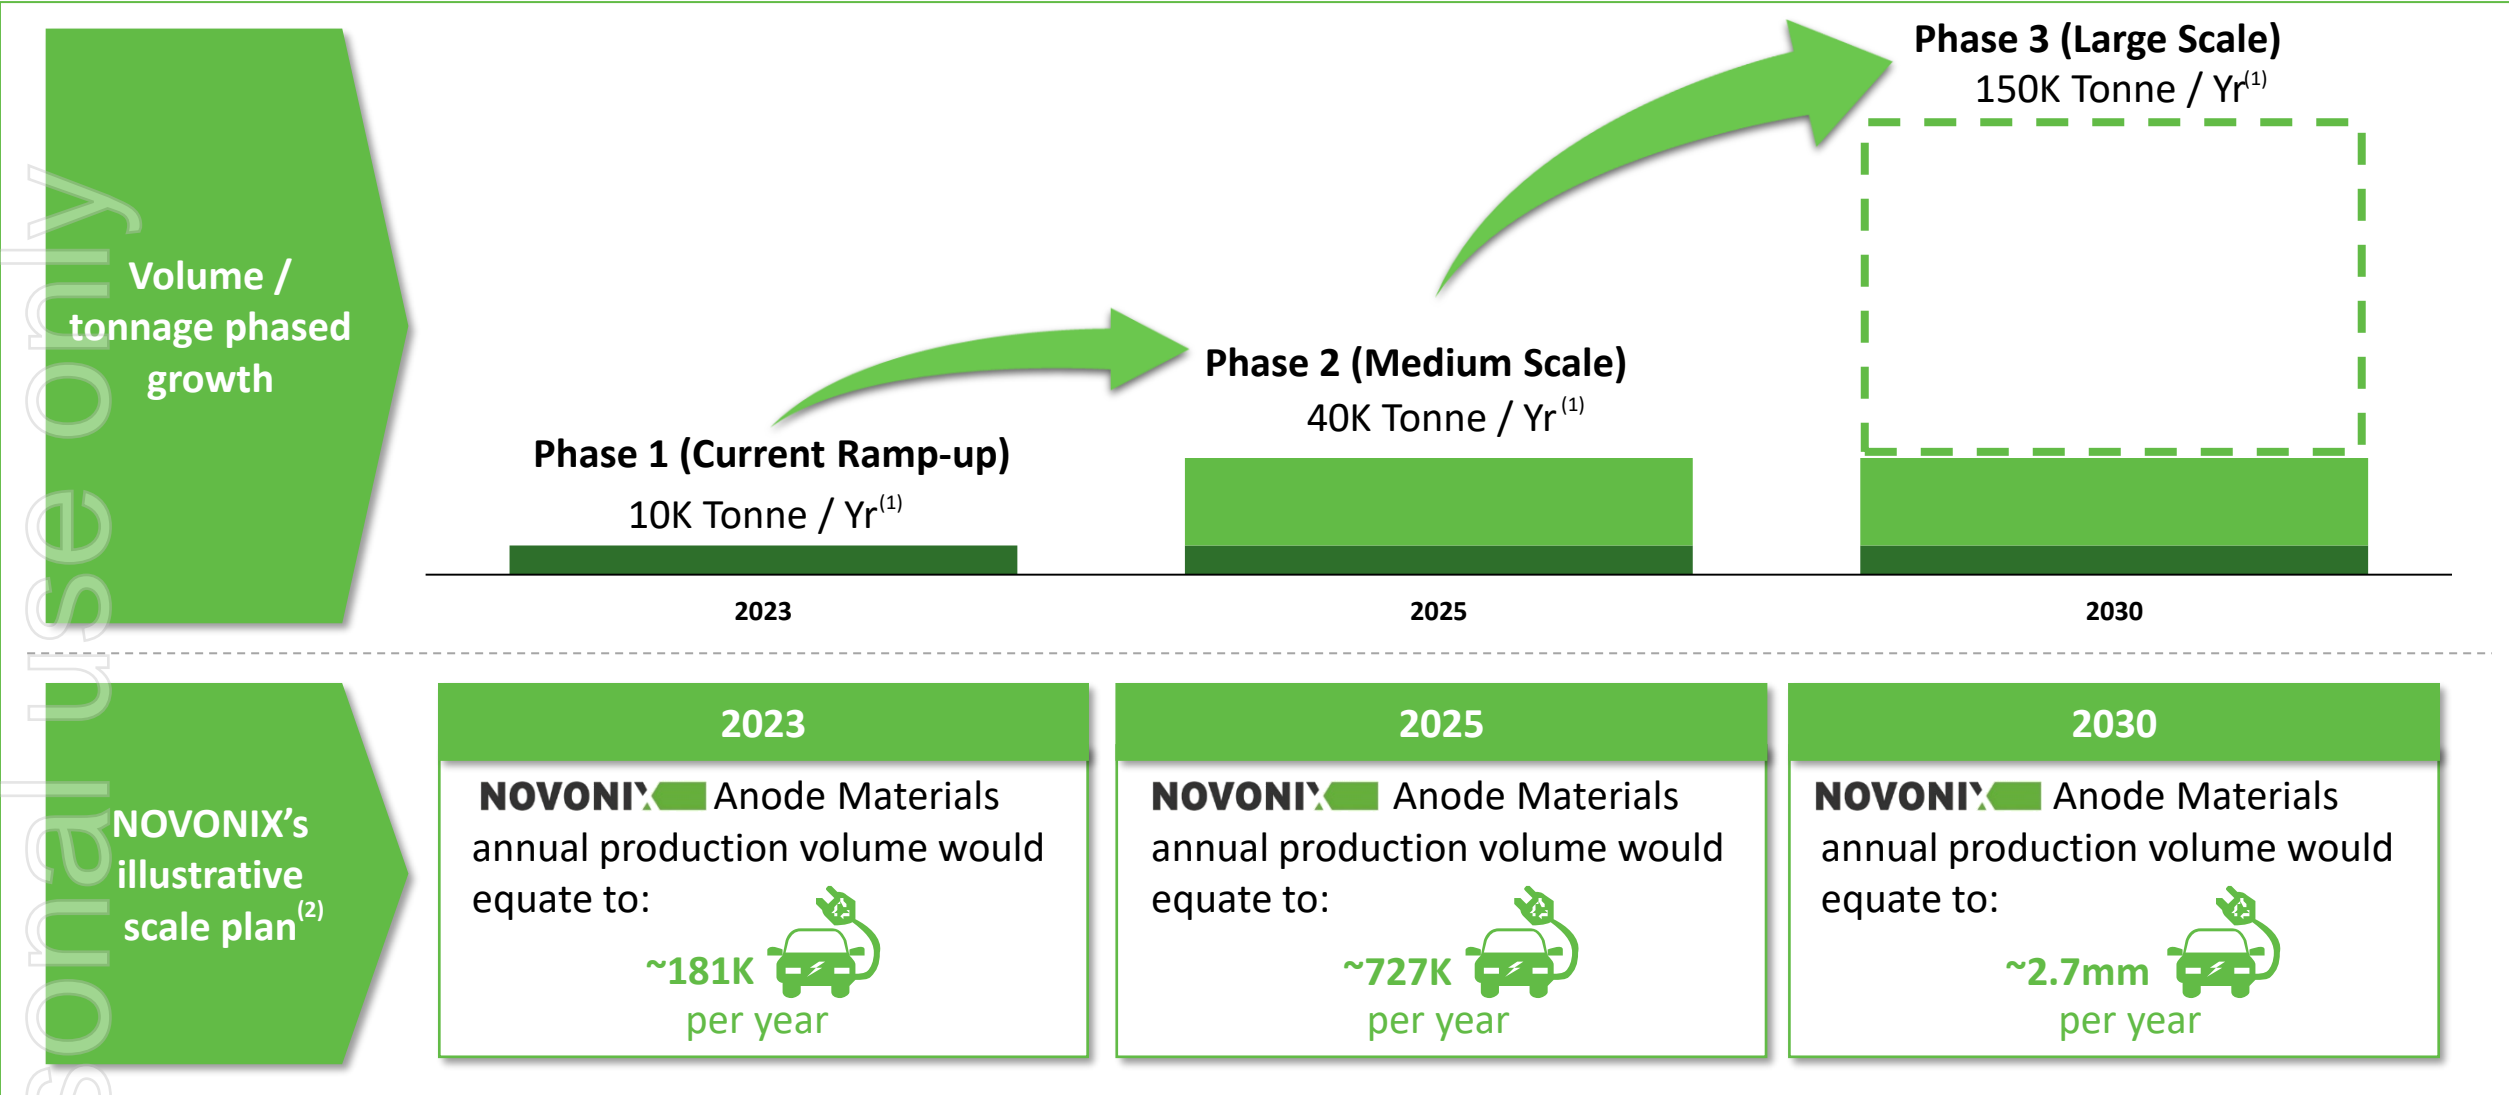 Volume /
tonnage phased
growth
Phase 1 (Current Ramp-up)
10K Tonne / Yr(1)
Phase 2 (Medium Scale)
40K Tonne / Yr(1)
Phase 3 (Large Scale)
150K Tonne / Yr(1)
2023
2025
2030
NOVONIX's
illustrative
scale plan(2)
2023
NOVONIX Anode Materials
annual production volume would
equate to:
~181K
per year
2025
NOVONIX Anode Materials
annual production volume would
equate to:
~727K
per year
2030
NOVONIX Anode Materials
annual production volume would
equate to:
~2.7mm
per year
sonal use only